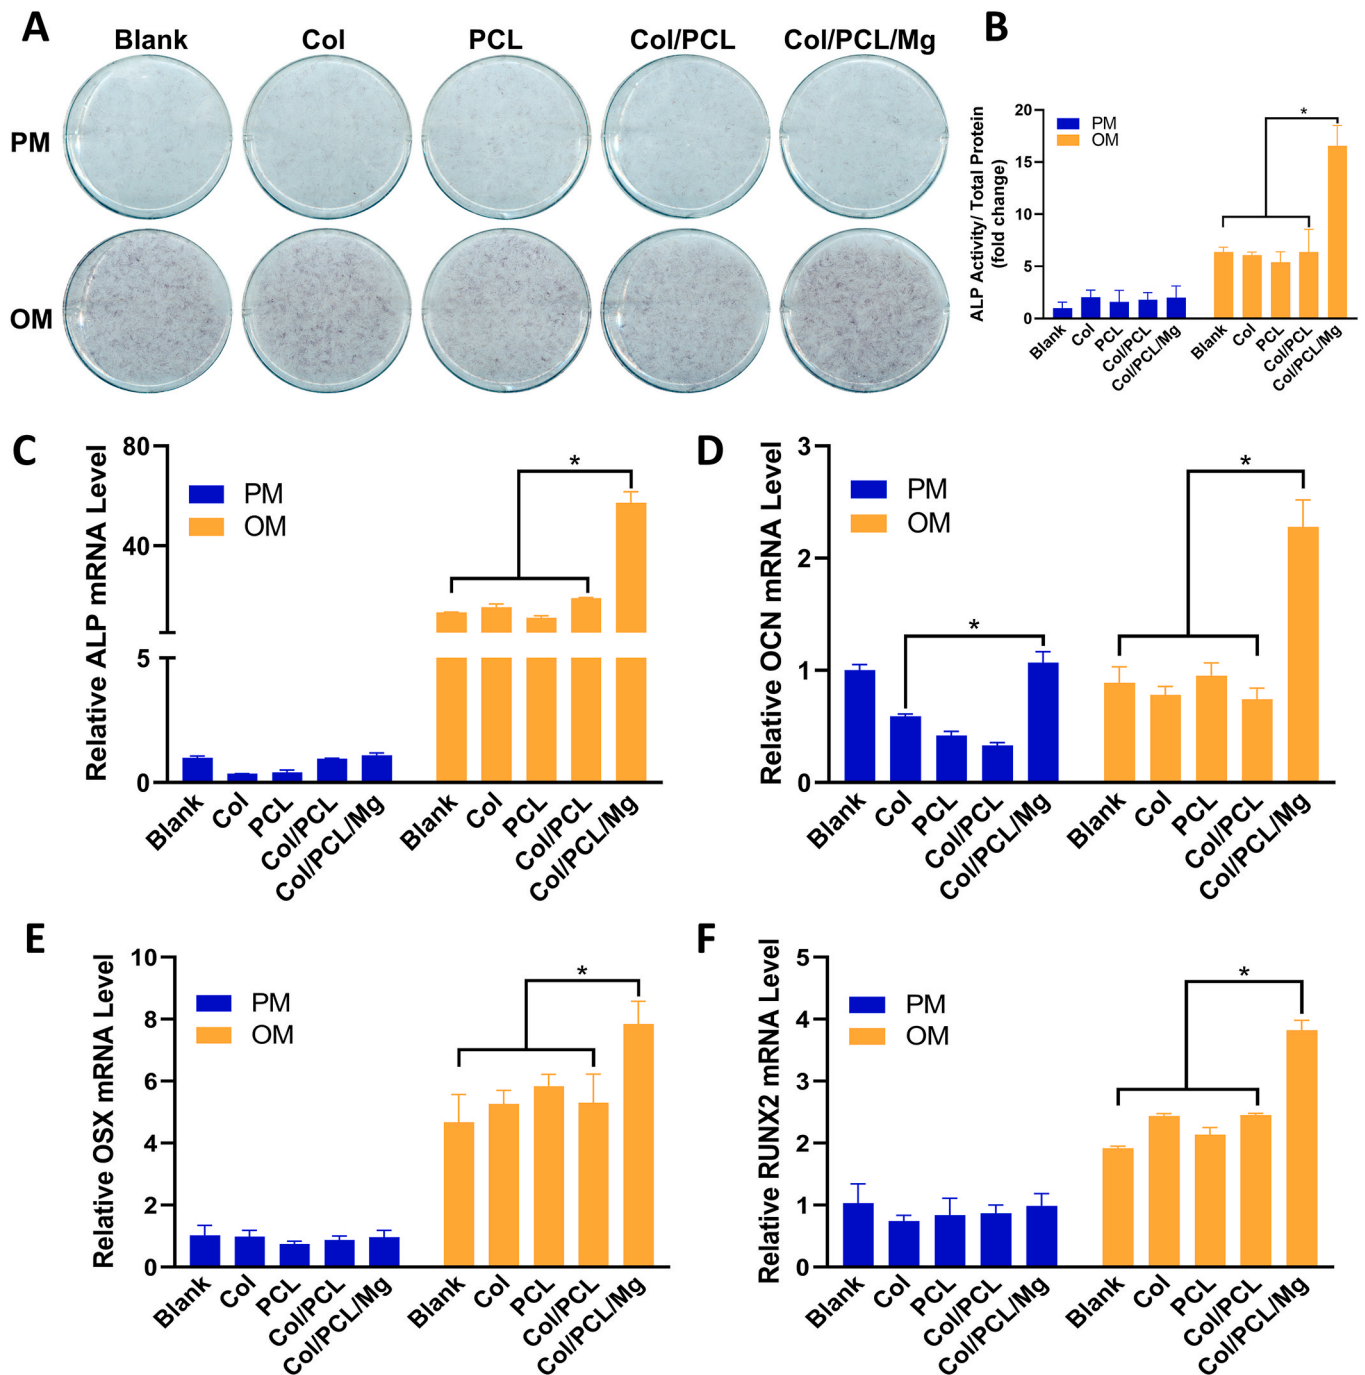 A
Blank Col PCL Col/PCL Col/PCL/Mg
PM
OM
B
ALP Activity/ Total Protein
(fold change)
20
15
10
5
0
PM
OM
*
Blank Col PCL Col/PCL Col/PCL/Mg Blank Col PCL Col/PCL Col/PCL/Mg
C
Relative ALP mRNA Level
80
40
5
0
PM
OM
*
Blank Col PCL Col/PCL Col/PCL/Mg Blank Col PCL Col/PCL Col/PCL/Mg
D
Relative OCN mRNA Level
3
2
1
0
PM
OM
*
*
Blank Col PCL Col/PCL Col/PCL/Mg Blank Col PCL Col/PCL Col/PCL/Mg
E
Relative OSX mRNA Level
10
8
6
4
2
0
PM
OM
*
Blank Col PCL Col/PCL Col/PCL/Mg Blank Col PCL Col/PCL Col/PCL/Mg
F
Relative RUNX2 mRNA Level
5
4
3
2
1
0
PM
OM
*
Blank Col PCL Col/PCL Col/PCL/Mg Blank Col PCL Col/PCL Col/PCL/Mg